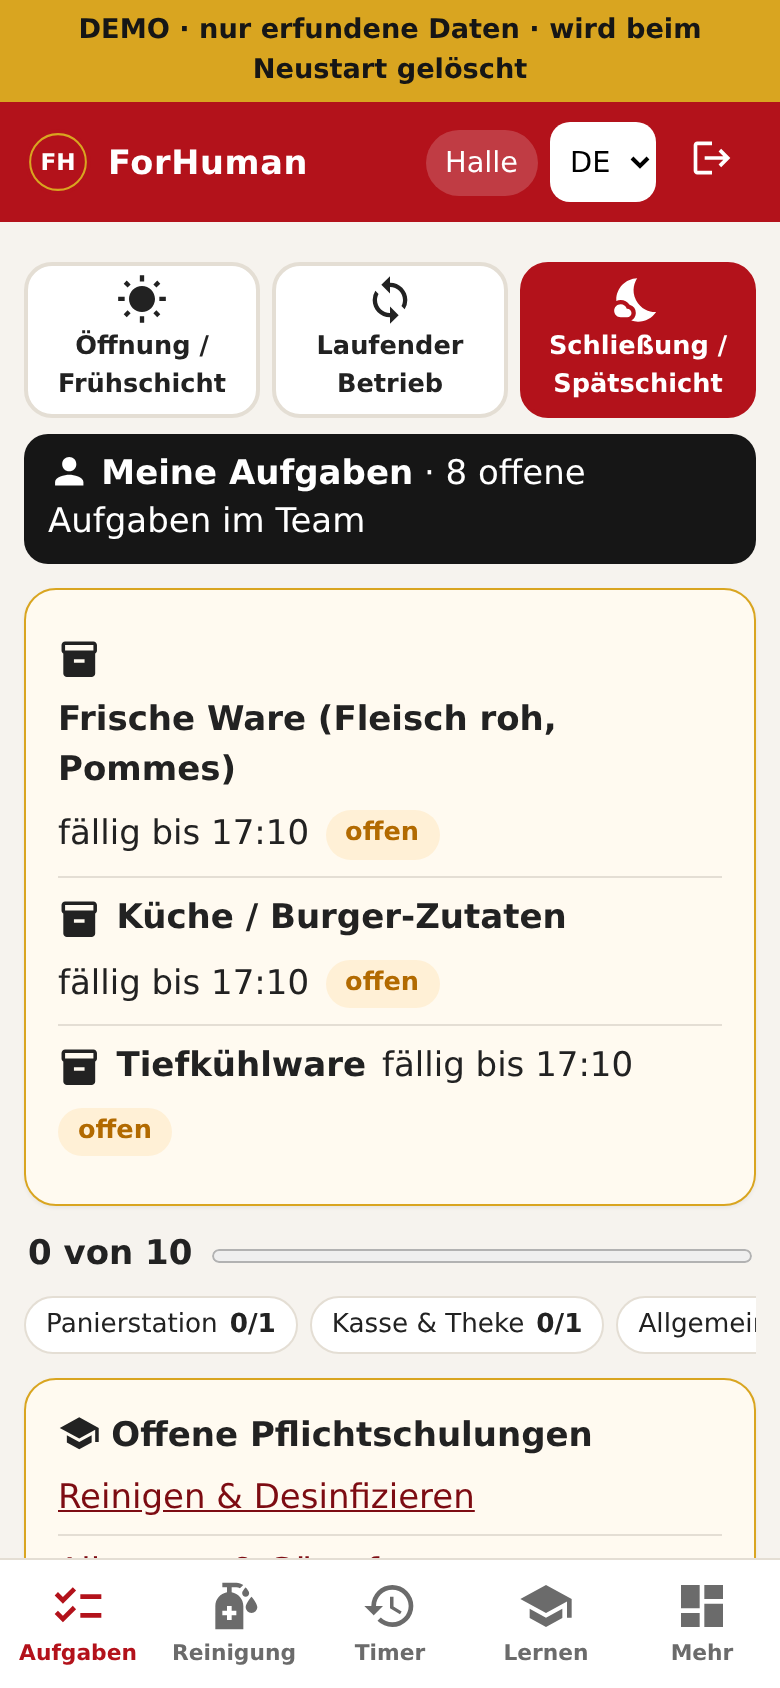 DEMO · nur erfundene Daten · wird beim
Neustart gelöscht
FH ForHuman Halle DE
Öffnung /
Frühschicht
Laufender
Betrieb
Schließung /
Spätschicht
Meine Aufgaben · 8 offene
Aufgaben im Team
Frische Ware (Fleisch roh,
Pommes)
fällig bis 17:10 offen
Küche / Burger-Zutaten
fällig bis 17:10 offen
Tiefkühlware fällig bis 17:10
offen
0 von 10
Panierstation 0/1 Kasse & Theke 0/1
Offene Pflichtschulungen
Reinigen & Desinfizieren
Aufgaben Reinigung Timer Lernen Mehr